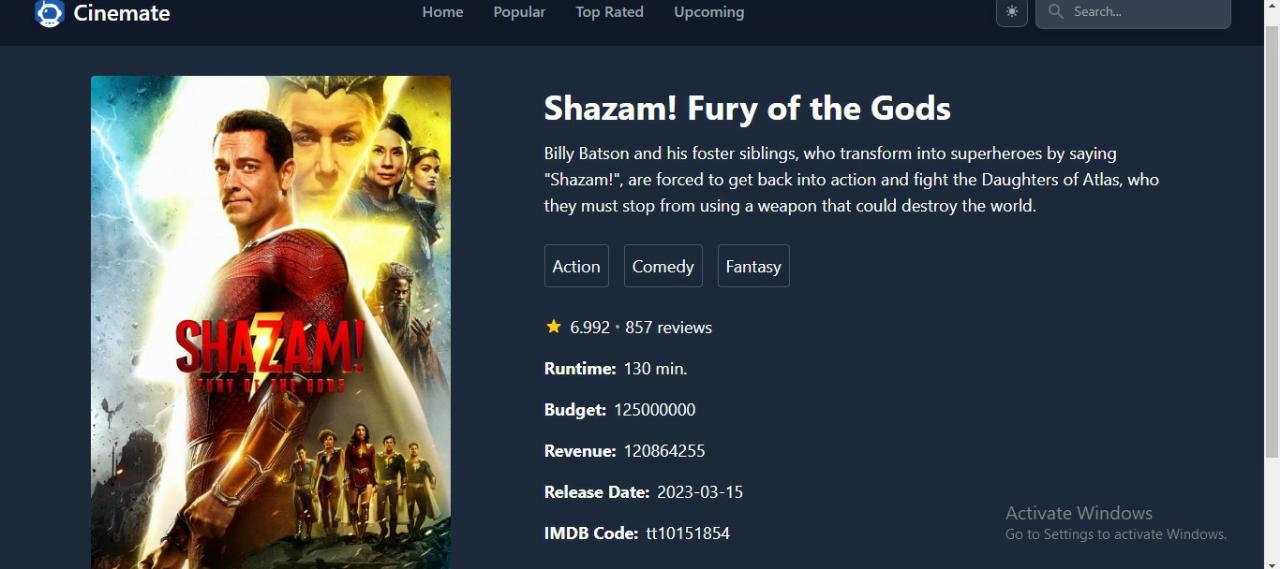 Cinemate
Home Popular Top Rated Upcoming
Search...
Shazam! Fury of the Gods
Billy Batson and his foster siblings, who transform into superheroes by saying
"Shazam!", are forced to get back into action and fight the Daughters of Atlas, who
they must stop from using a weapon that could destroy the world.
Action Comedy Fantasy
6.992 • 857 reviews
Runtime: 130 min.
Budget: 125000000
Revenue: 120864255
Release Date: 2023-03-15
IMDB Code: tt10151854
SHAZAM!
FURY OF THE GODS
Activate Windows
Go to Settings to activate Windows.